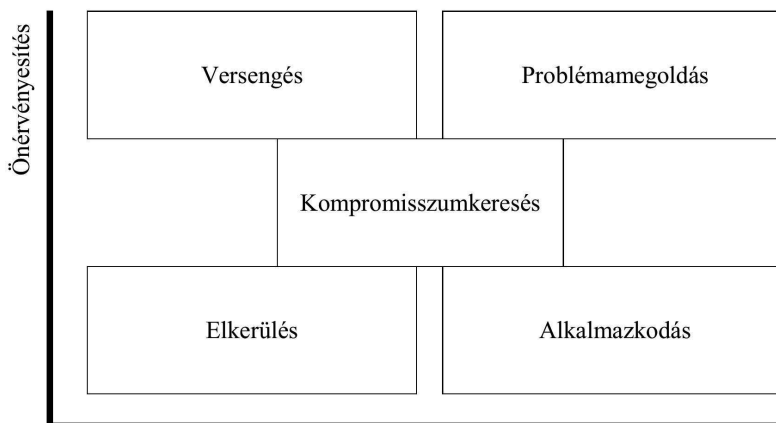 Önérvényesítés
Versengés
Problémamegoldás
Kompromisszumkeresés
Elkerülés
Alkalmazkodás